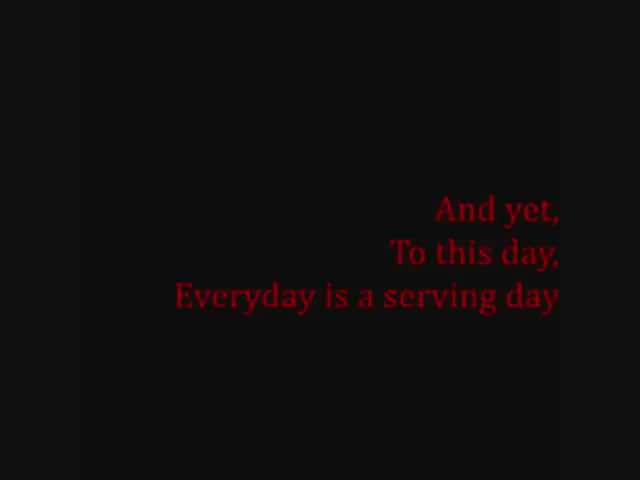 And yet,
To this day,
Everyday is a serving day